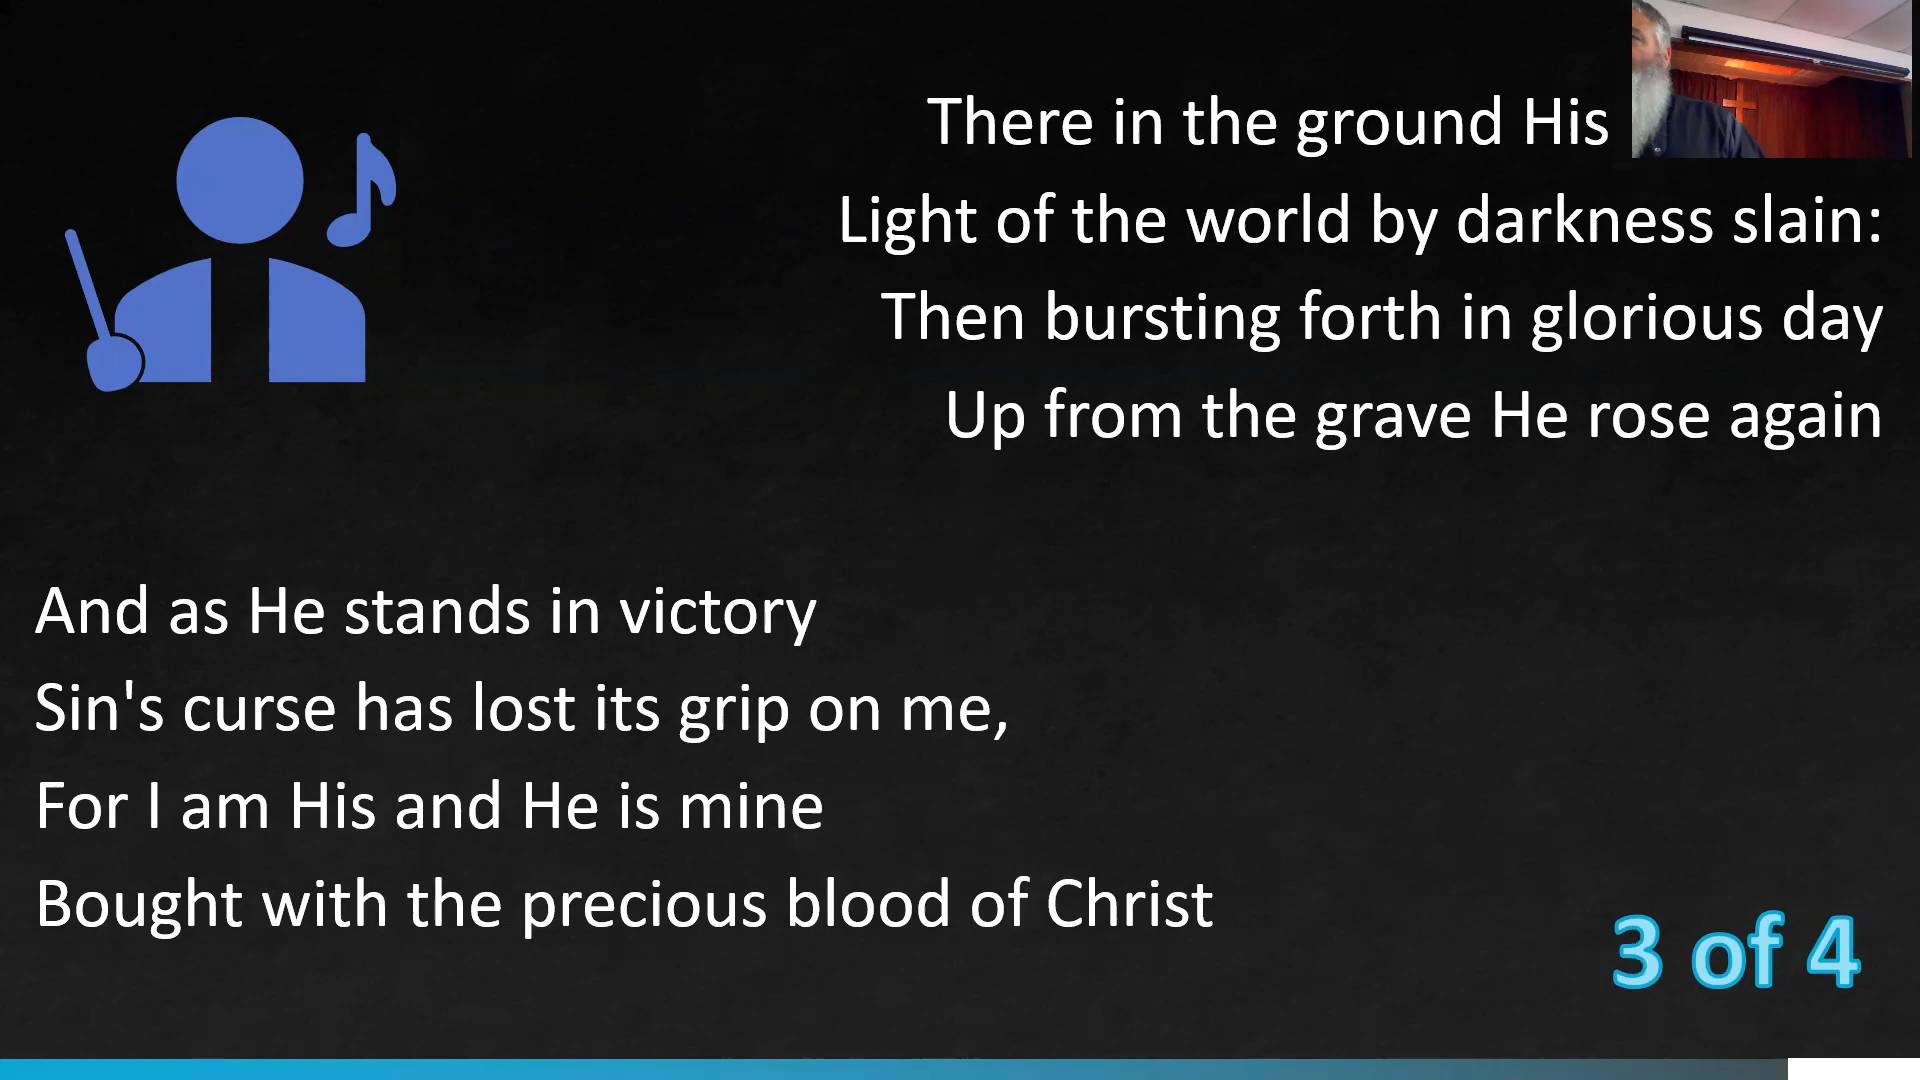 There in the ground His
Light of the world by darkness slain:
Then bursting forth in glorious day
Up from the grave He rose again
And as He stands in victory
Sin's curse has lost its grip on me,
For I am His and He is mine
Bought with the precious blood of Christ
3 of 4